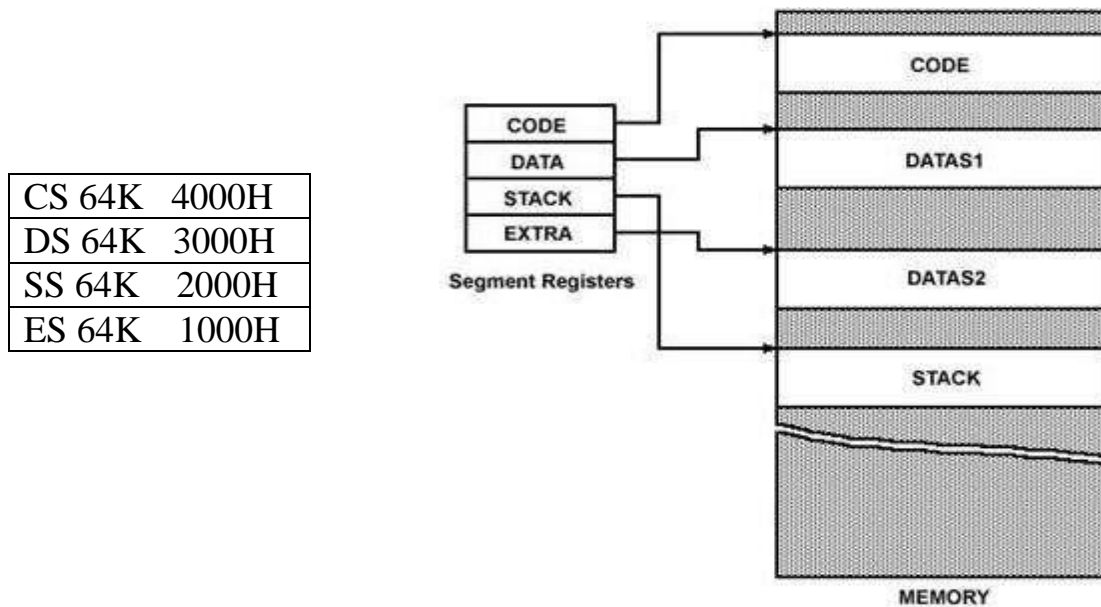 CS 64K 4000H
DS 64K 3000H
SS 64K 2000H
ES 64K 1000H
CODE
DATA
STACK
EXTRA
Segment Registers
CODE
DATAS1
DATAS2
STACK
MEMORY